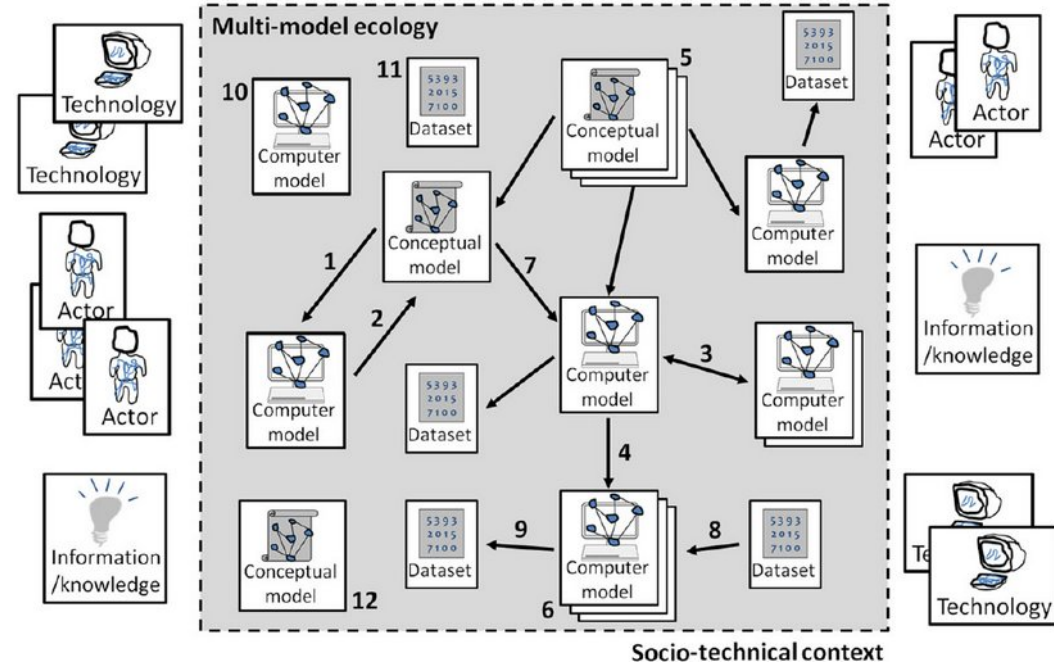 Multi-model ecology
Technology
Technology
Actor
Act
Actor
Information
/knowledge
10
Computer
model
11
5393
2015
7100
Dataset
5
Conceptual
model
5393
2015
7100
Dataset
Conceptual
model
Computer
model
1
2
7
Computer
model
5393
2015
7100
Dataset
Computer
model
3
Computer
model
4
Conceptual
model
12
5393
2015
7100
Dataset
9
Computer
model
6
8
5393
2015
7100
Dataset
Actor
Actor
Information
/knowledge
Te
Technology
Socio-technical context